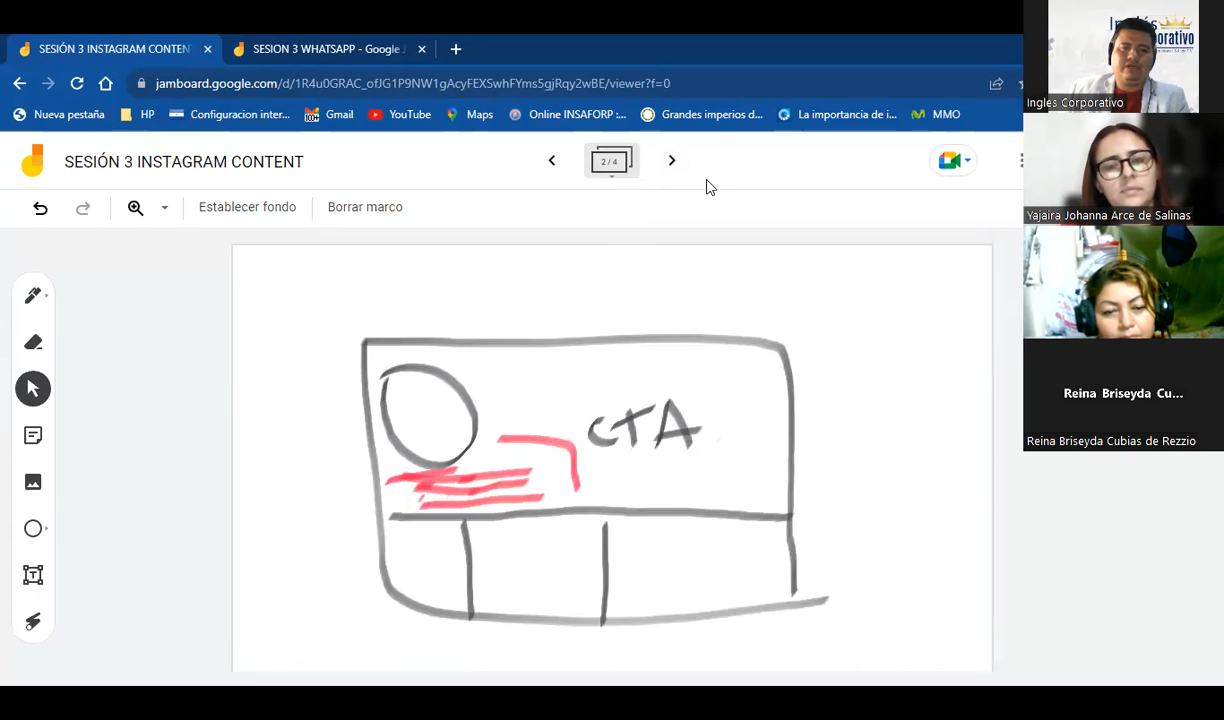 SESIÓN 3 INSTAGRAM CONTEN
SESION 3 WHATSAPP - Google J
jamboard.google.com/d/1R4u0GRAC_ofJG1P9NW1gAcyFEXSwhFYms5gjRqy2wBE/viewer?f=0
Nueva pestaña
HP
Configuracion inter...
Gmail
YouTube
Maps
Online INSAFORP :...
Grandes imperios d...
La importancia de i...
MMO
SESIÓN 3 INSTAGRAM CONTENT
2 / 4
Establecer fondo
Borrar marco
CTA
Inglés
Inglés Corporativo
Yajaira Johanna Arce de Salinas
Reina Briseyda Cu...
Reina Briseyda Cubias de Rezzio